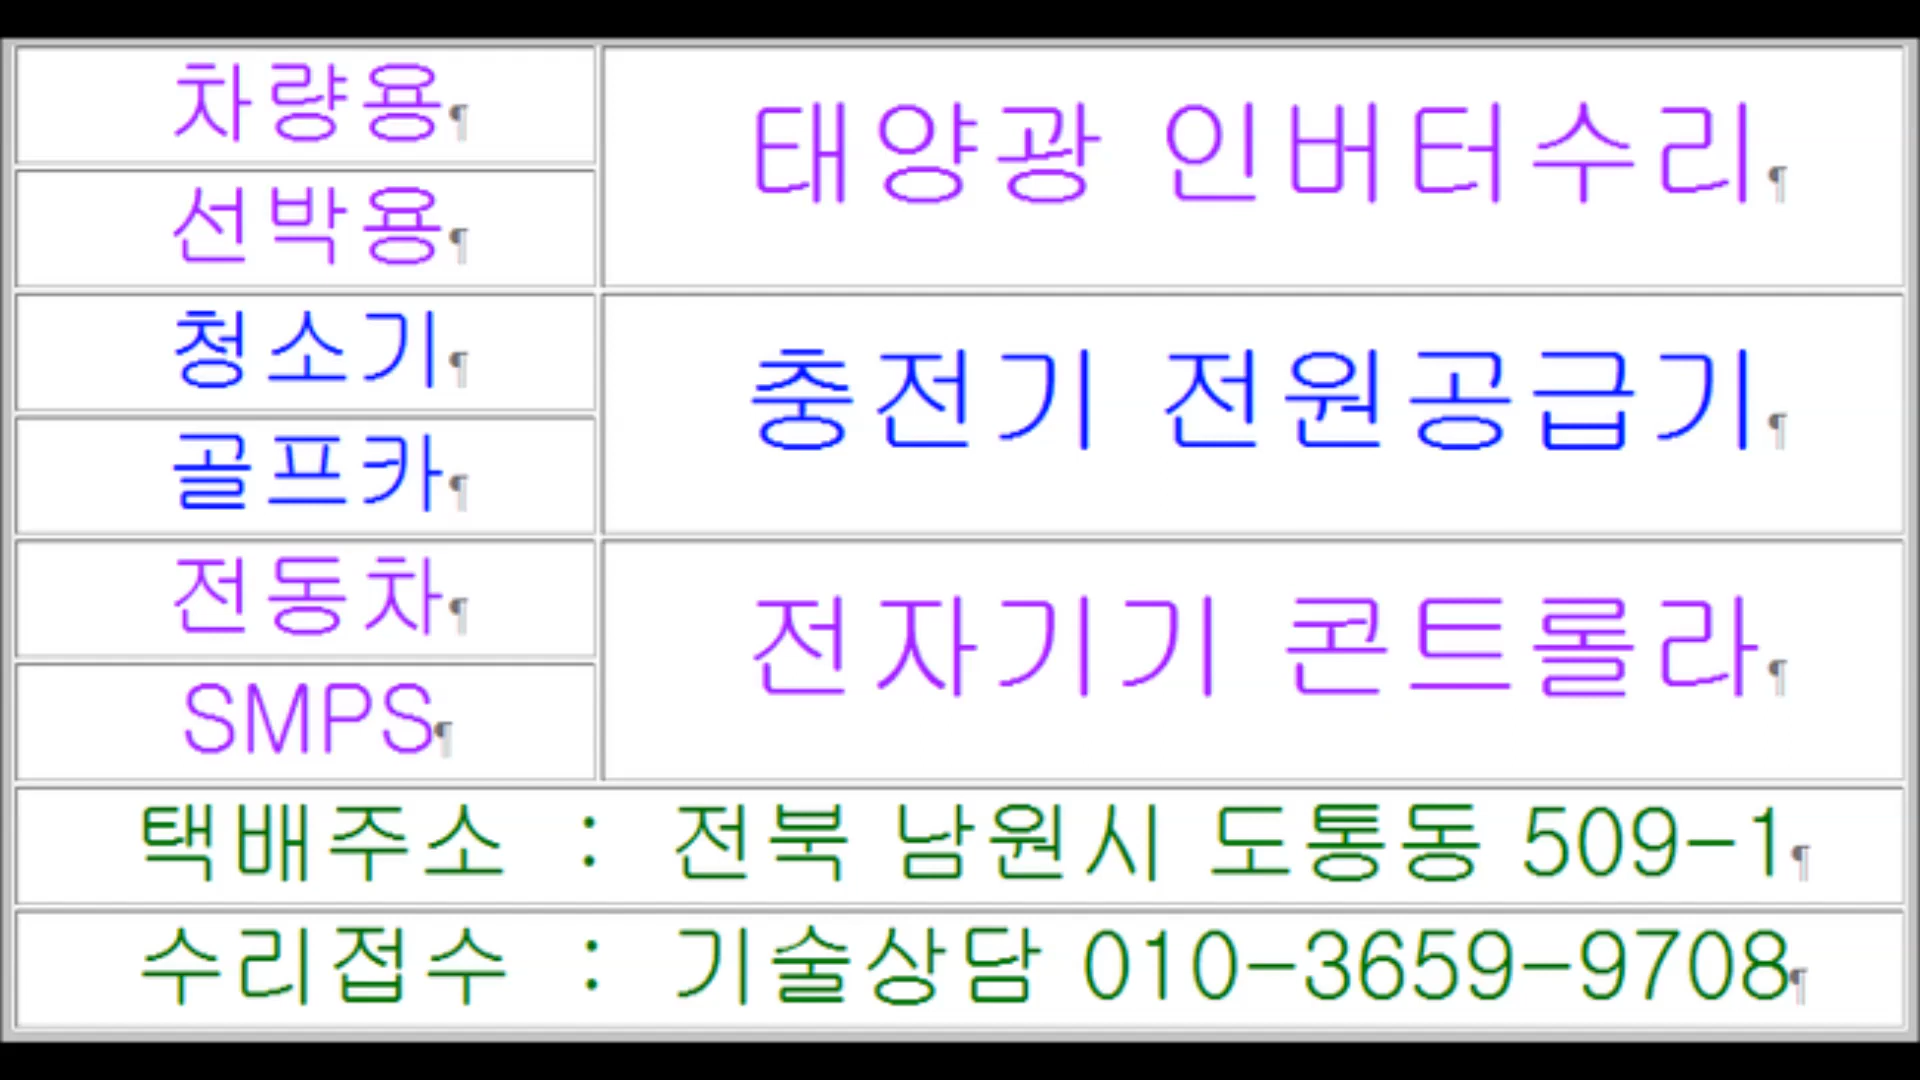 차량용
태양광 인버터수리
선박용
청소기
충전기 전원공급기
골프카
전동차
전자기기 콘트롤라
SMPS
택배주소 : 전북 남원시 도통동 509-1
수리접수 : 기술상담 010-3659-9708